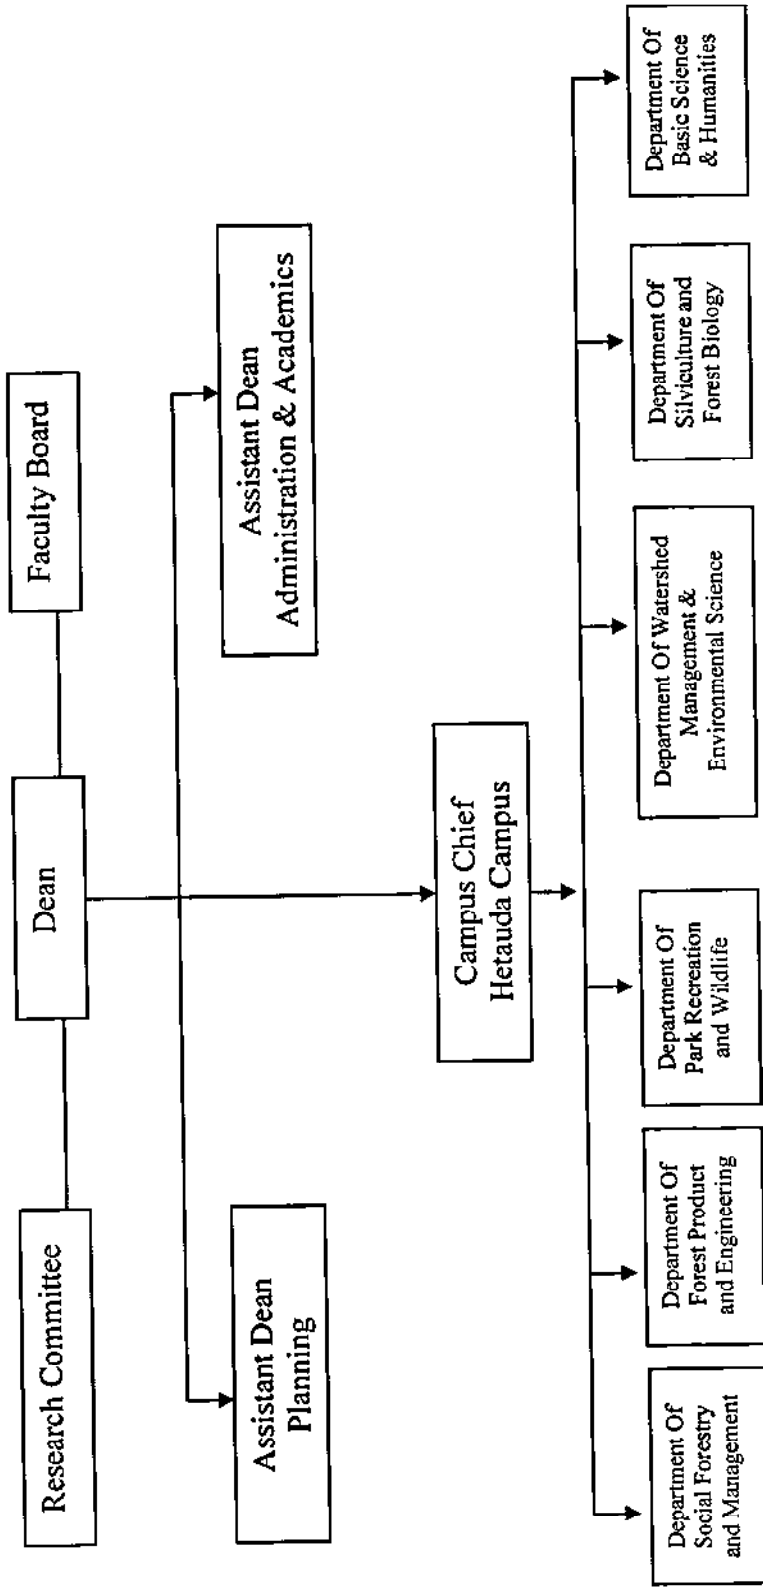 Research Committee
Dean
Faculty Board
Assistant Dean
Planning
Assistant Dean
Administration & Academics
Campus Chief
Hetauda Campus
Department Of
Social Forestry
and Management
Department Of
Forest Product
and Engineering
Department Of
Park Recreation
and Wildlife
Department Of Watershed
Management &
Environmental Science
Department Of
Silviculture and
Forest Biology
Department Of
Basic Science
& Humanities